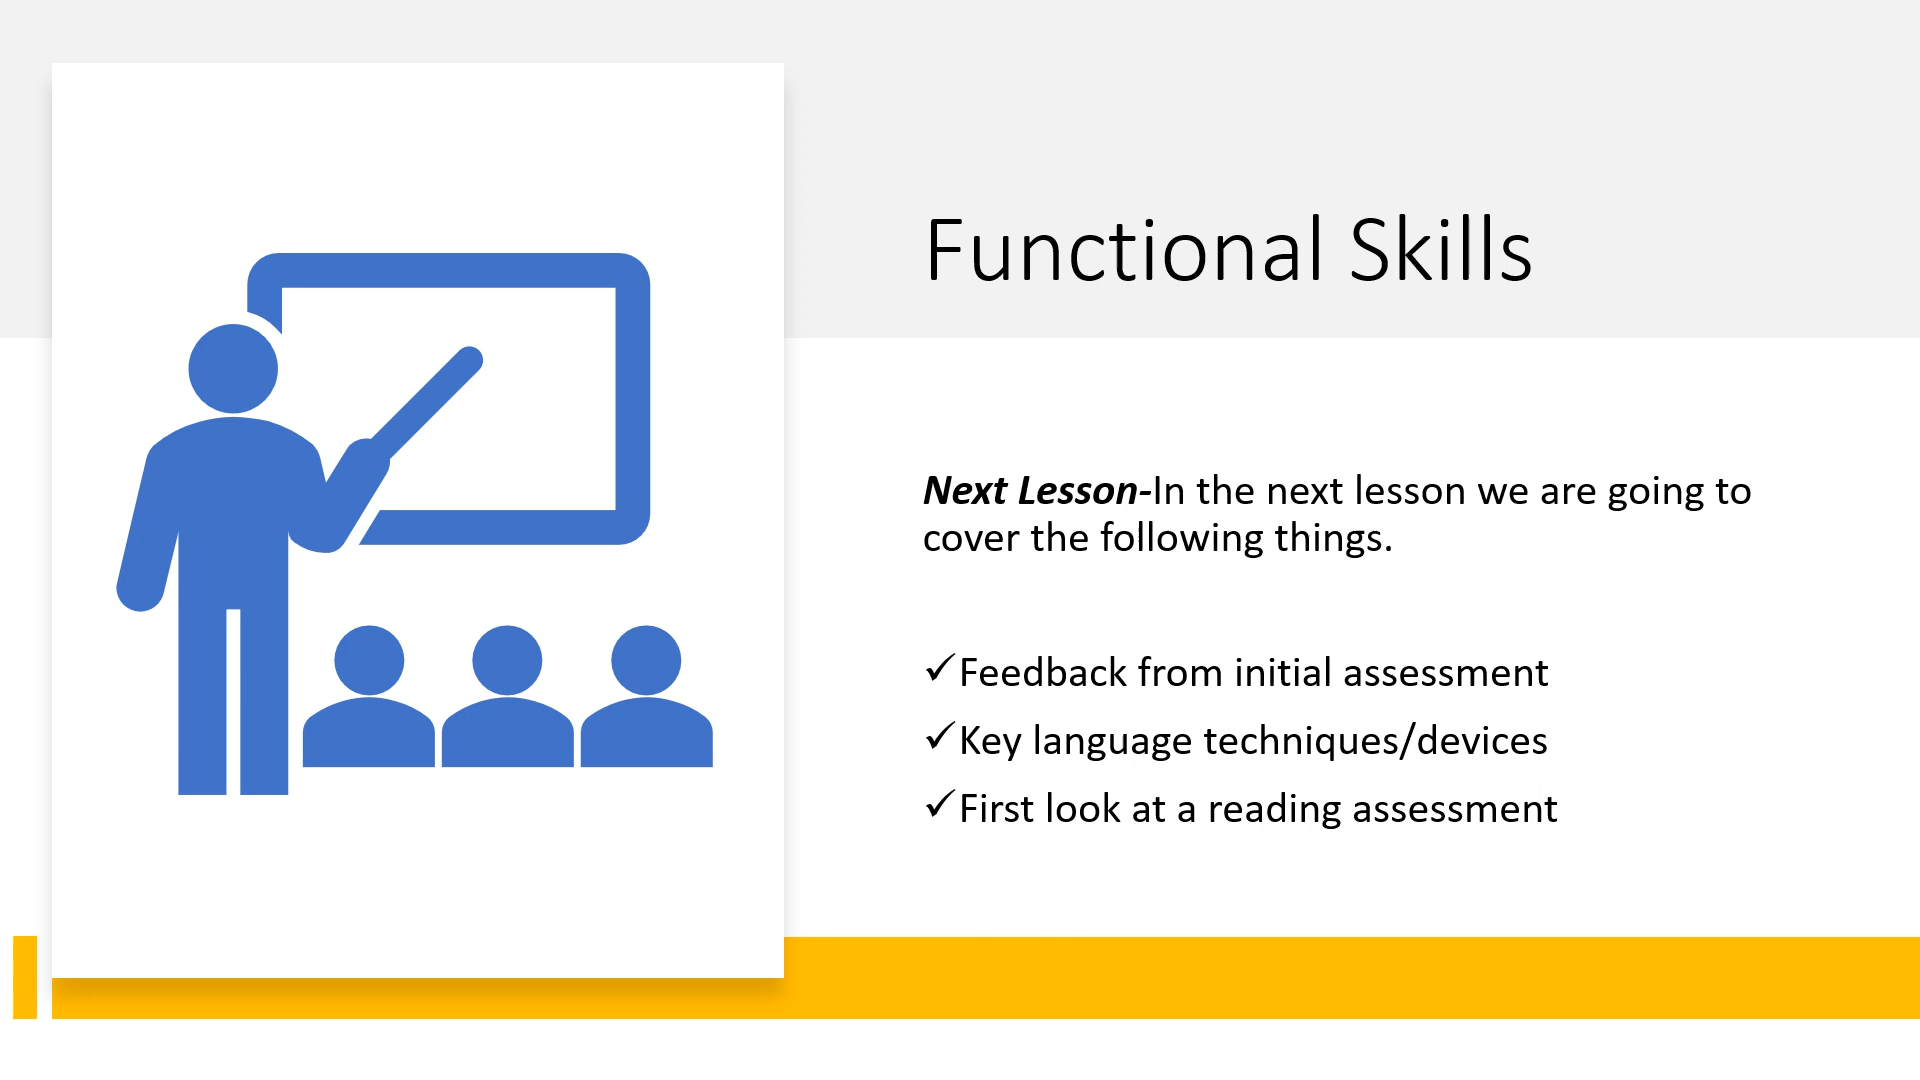 Functional Skills
Next Lesson-In the next lesson we are going to
cover the following things.
✓Feedback from initial assessment
✓Key language techniques/devices
✓First look at a reading assessment